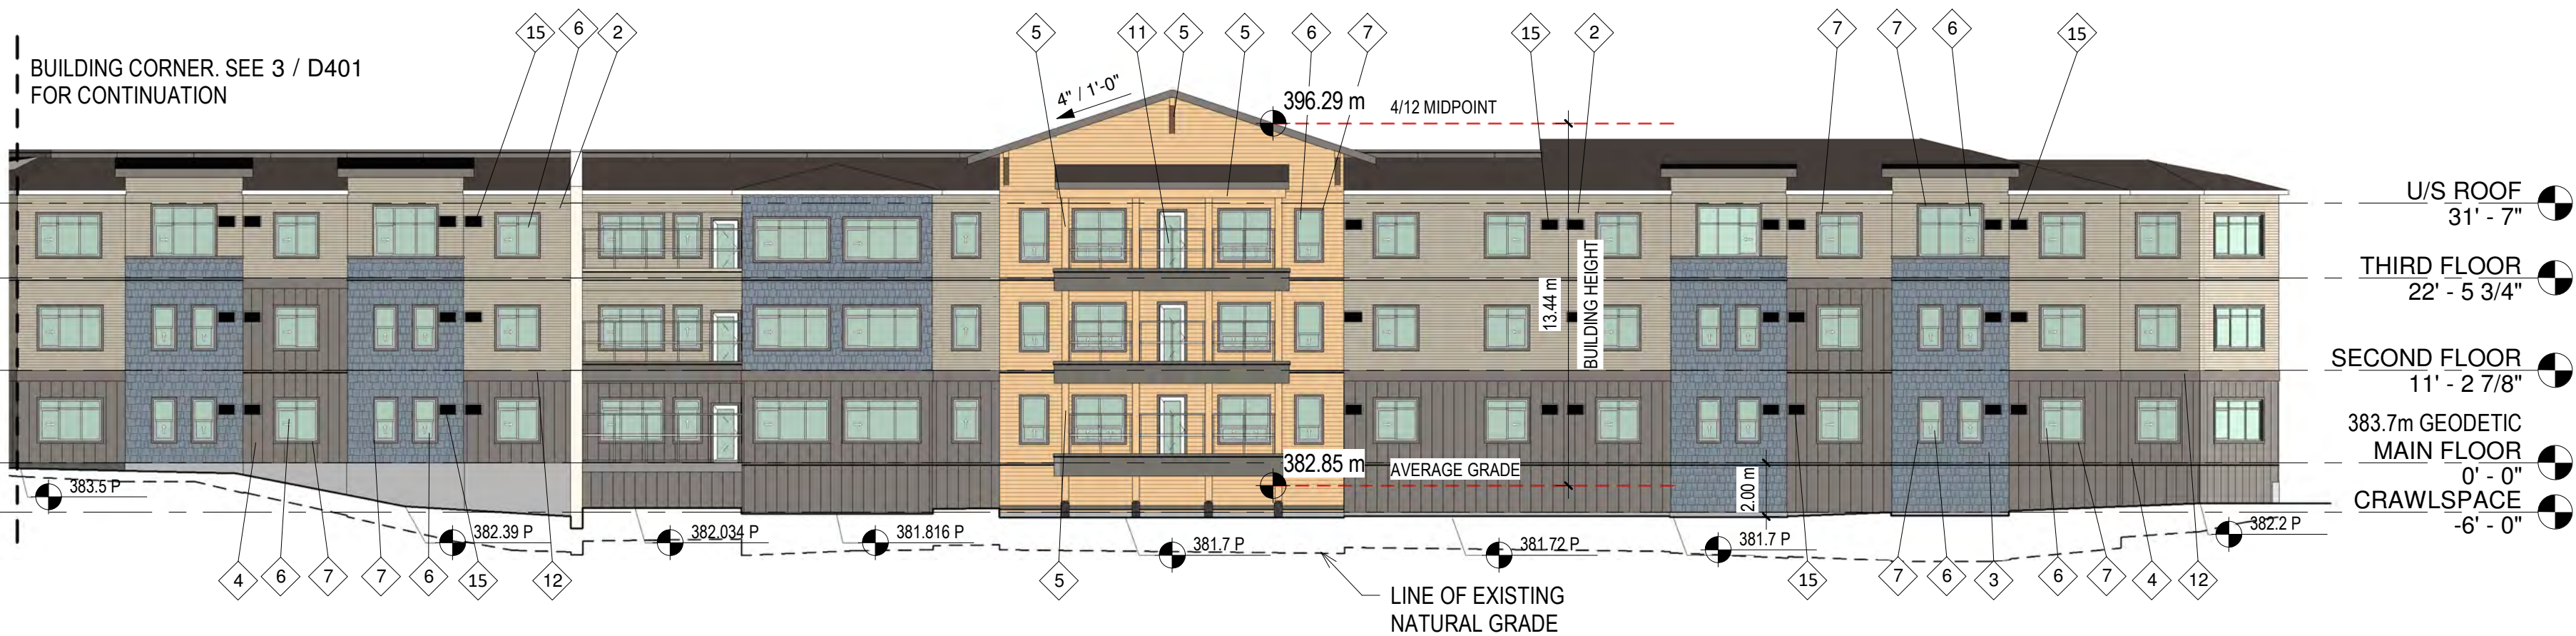 15 6 2 5 11 5 5 6 7 15 2 7 7 6 15
BUILDING CORNER. SEE 3 / D401
FOR CONTINUATION
4" / 1'-0"
396.29 m
4/12 MIDPOINT
U/S ROOF
31' - 7"
THIRD FLOOR
22' - 5 3/4"
13.44 m
BUILDING HEIGHT
SECOND FLOOR
11' - 2 7/8"
383.7m GEODETIC
MAIN FLOOR
0' - 0"
382.85 m
AVERAGE GRADE
2.00 m
CRAWLSPACE
-6' - 0"
383.5 P
382.39 P
382.034 P
381.816 P
381.7 P
381.72 P
381.7 P
382.2 P
4 6 7 7 6 15 12 5 15 7 6 3 6 7 4 12
LINE OF EXISTING
NATURAL GRADE